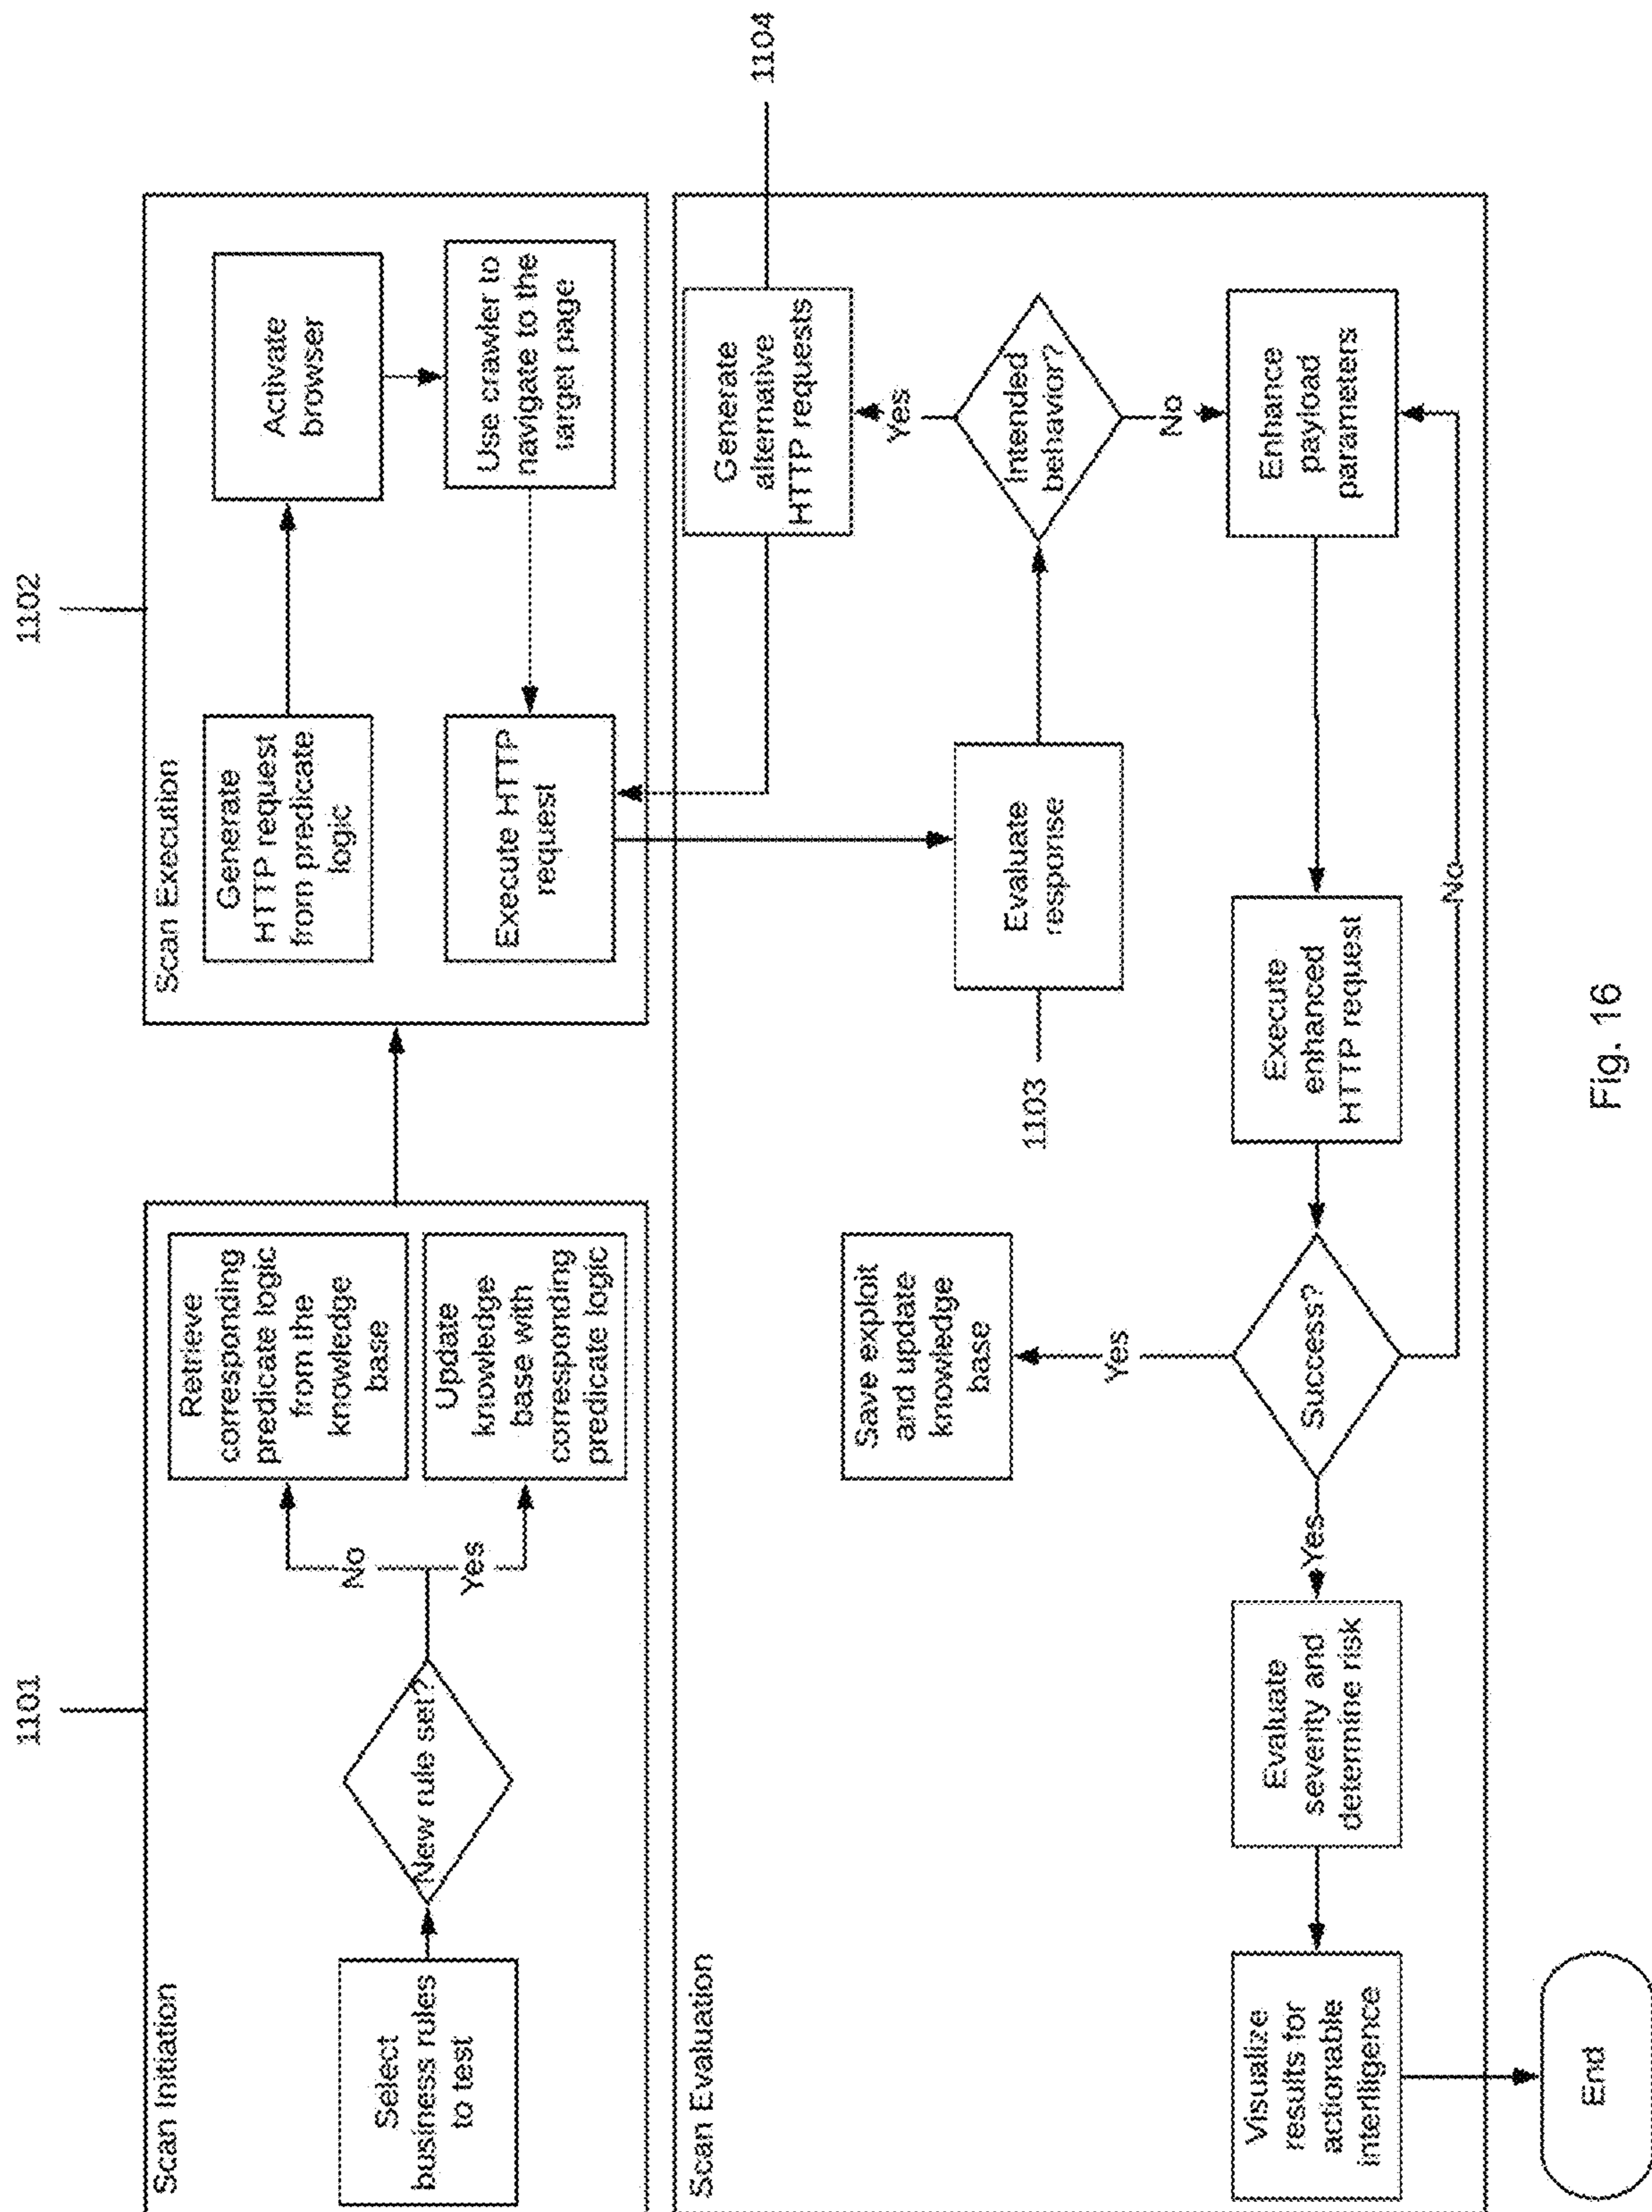 1101
1102
Scan Initiation
Select
business rules
to test
New rule set?
No
Yes
Retrieve
corresponding
predicate logic
from the
knowledge
base
Update
knowledge
base with
corresponding
predicate logic
Scan Execution
Generate
HTTP request
from predicate
logic
Activate
browser
Use crawler to
navigate to the
target page
Execute HTTP
request
Scan Evaluation
1104
Generate
alternative
HTTP requests
Yes
1103
Evaluate
response
Intended
behavior?
No
Enhance
payload
parameters
Execute
enhanced
HTTP request
Success?
No
Yes
Save exploit
and update
knowledge
base
Yes
Evaluate
severity and
determine risk
Visualize
results for
actionable
intelligence
End
Fig. 16